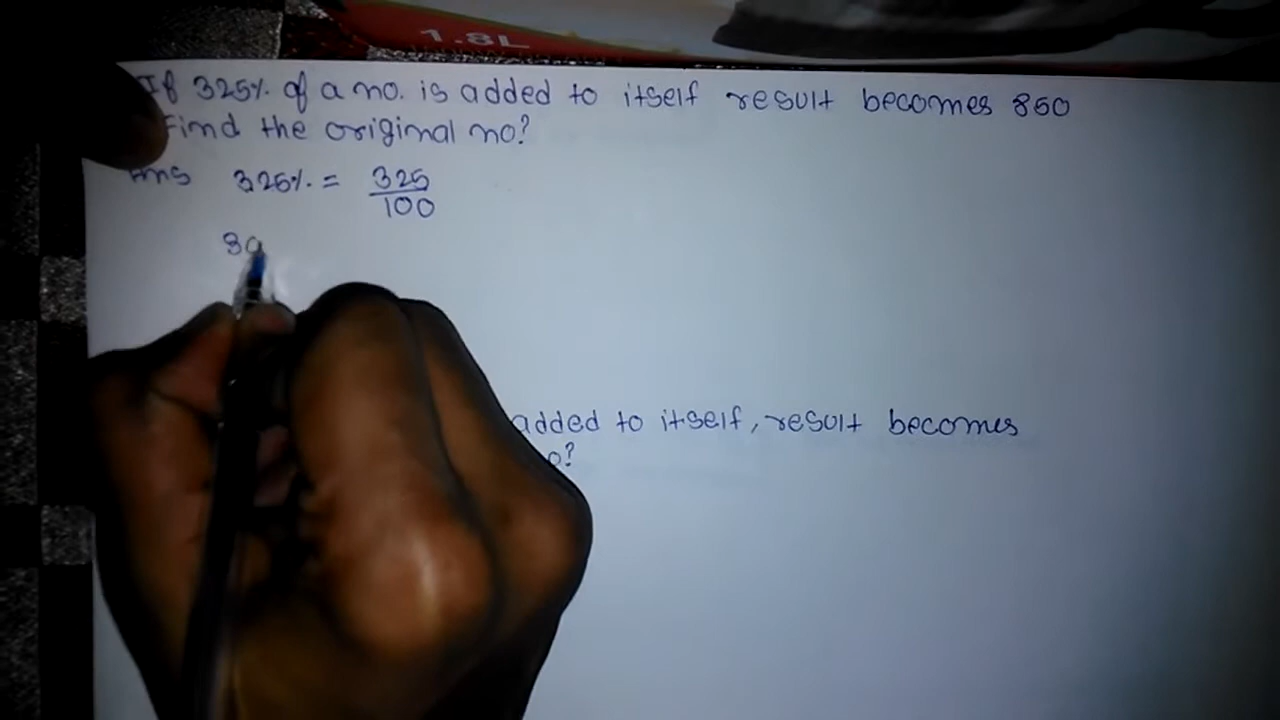 1.8L
If 325% of a no. is added to itself result becomes 850
Find the original no?
Ans 325% = 325
100
added to itself, result becomes
no?